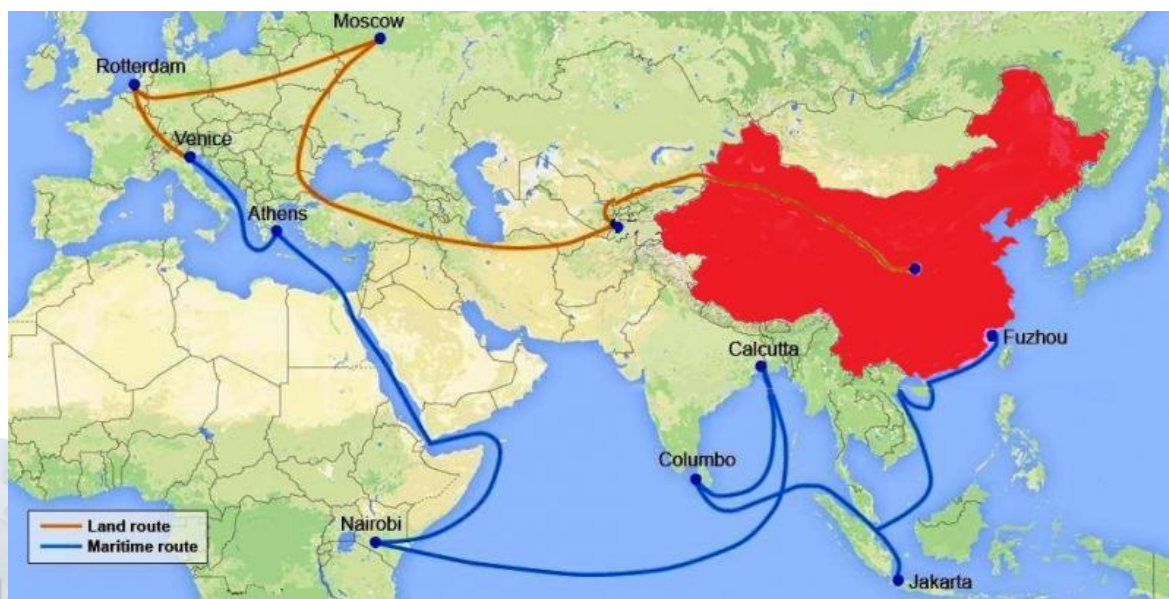 Moscow
Rotterdam
Venice
Athens
Calcutta
Fuzhou
Columbo
Nairobi
Jakarta
Land route
Maritime route